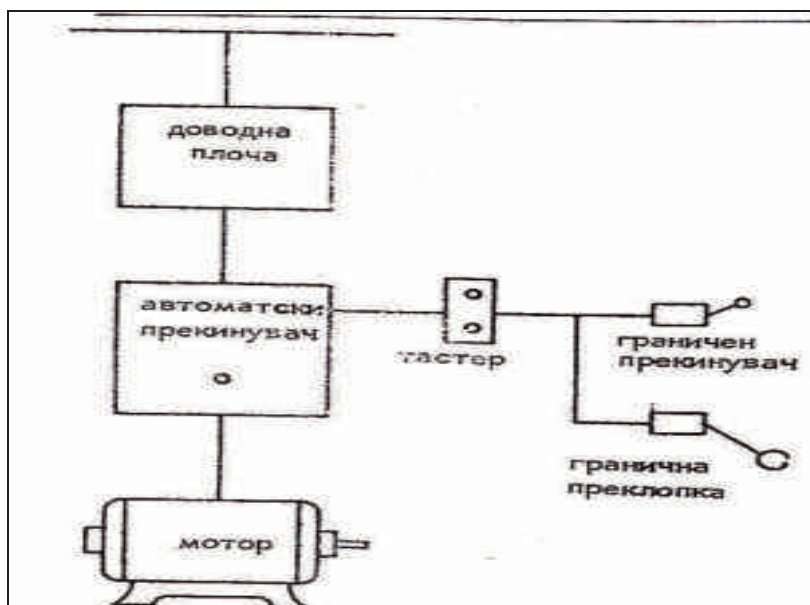 доводна
плоча
автоматски
прекинувач
тастер
граничен
прекинувач
гранична
преклопка
мотор